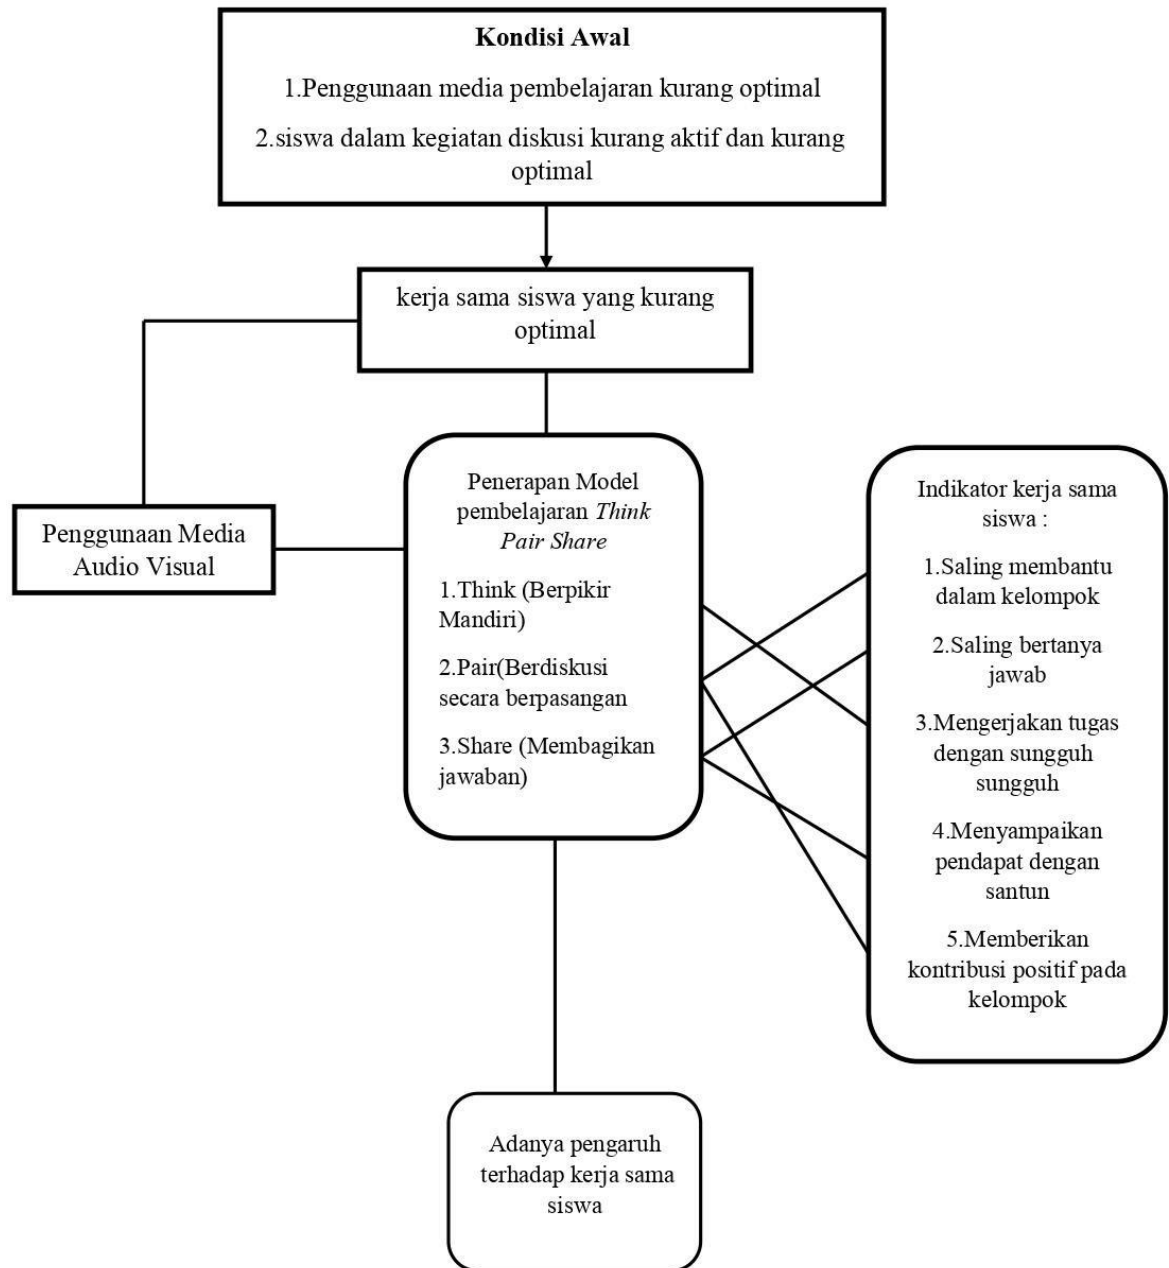 Kondisi Awal
1.Penggunaan media pembelajaran kurang optimal
2.siswa dalam kegiatan diskusi kurang aktif dan kurang
optimal
kerja sama siswa yang kurang
optimal
Penggunaan Media
Audio Visual
Penerapan Model
pembelajaran Think
Pair Share
1.Think (Berpikir
Mandiri)
2.Pair(Berdiskusi
secara berpasangan
3.Share (Membagikan
jawaban)
Indikator kerja sama
siswa :
1.Saling membantu
dalam kelompok
2.Saling bertanya
jawab
3.Mengerjakan tugas
dengan sungguh
sungguh
4.Menyampaikan
pendapat dengan
santun
5.Memberikan
kontribusi positif pada
kelompok
Adanya pengaruh
terhadap kerja sama
siswa